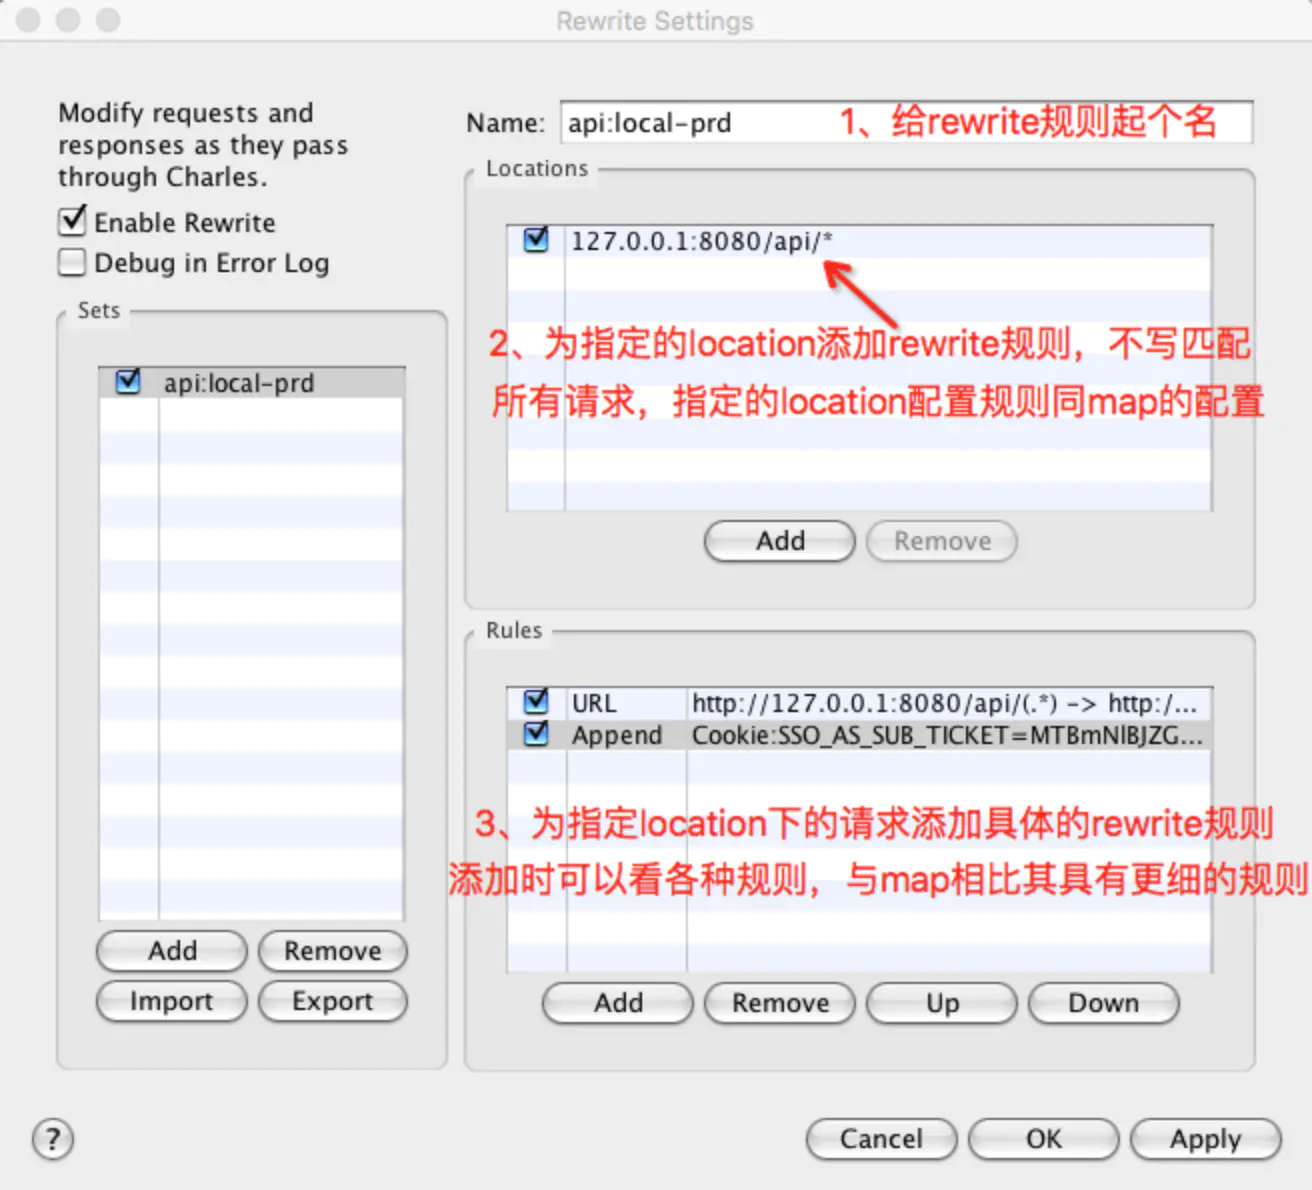 Rewrite Settings
Modify requests and
responses as they pass
through Charles.
Enable Rewrite
Debug in Error Log
Sets
api:local-prd
Add
Remove
Import
Export
Name: api:local-prd
1、给rewrite规则起个名
Locations
127.0.0.1:8080/api/*
2、为指定的location添加rewrite规则，不写匹配
所有请求，指定的location配置规则同map的配置
Add
Remove
Rules
URL http://127.0.0.1:8080/api/(.*) -> http:/...
Append Cookie:SSO_AS_SUB_TICKET=MTBmNlBJZG...
3、为指定location下的请求添加具体的rewrite规则
添加时可以看各种规则，与map相比其具有更细的规则
Add
Remove
Up
Down
?
Cancel
OK
Apply